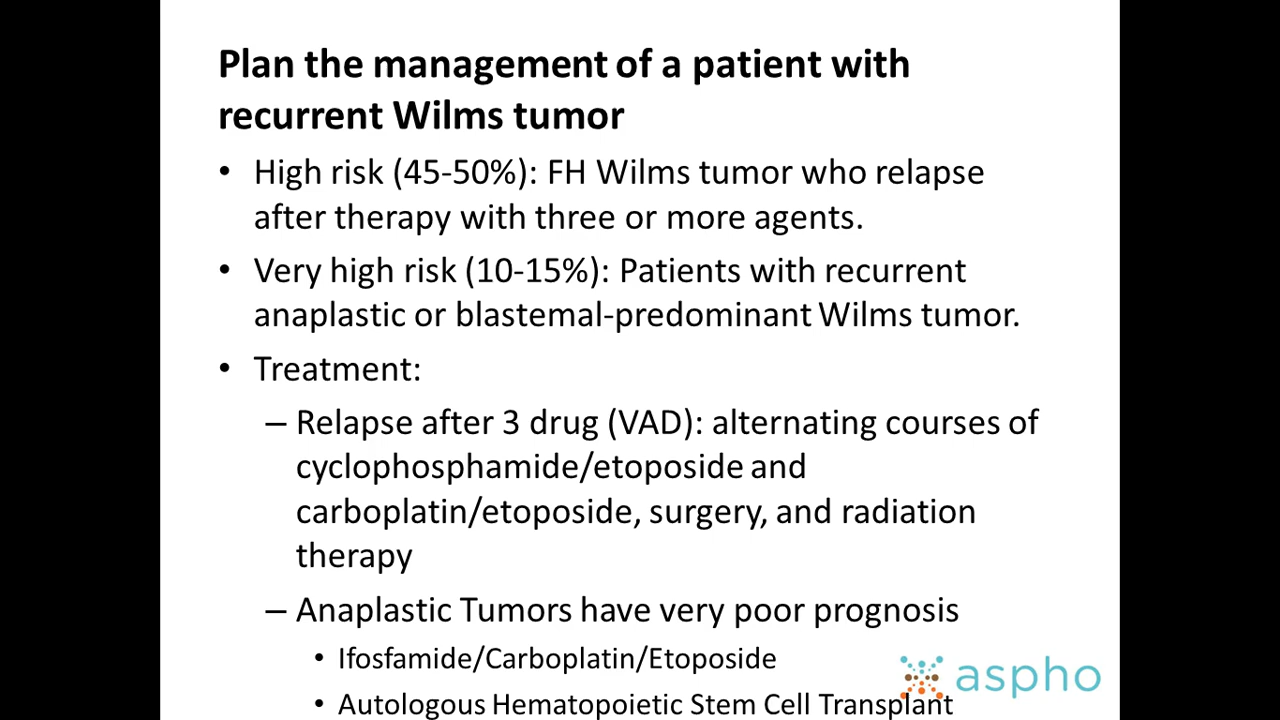 Plan the management of a patient with
recurrent Wilms tumor
• High risk (45-50%): FH Wilms tumor who relapse
after therapy with three or more agents.
• Very high risk (10-15%): Patients with recurrent
anaplastic or blastemal-predominant Wilms tumor.
• Treatment:
– Relapse after 3 drug (VAD): alternating courses of
cyclophosphamide/etoposide and
carboplatin/etoposide, surgery, and radiation
therapy
– Anaplastic Tumors have very poor prognosis
• Ifosfamide/Carboplatin/Etoposide
• Autologous Hematopoietic Stem Cell Transplant
aspho